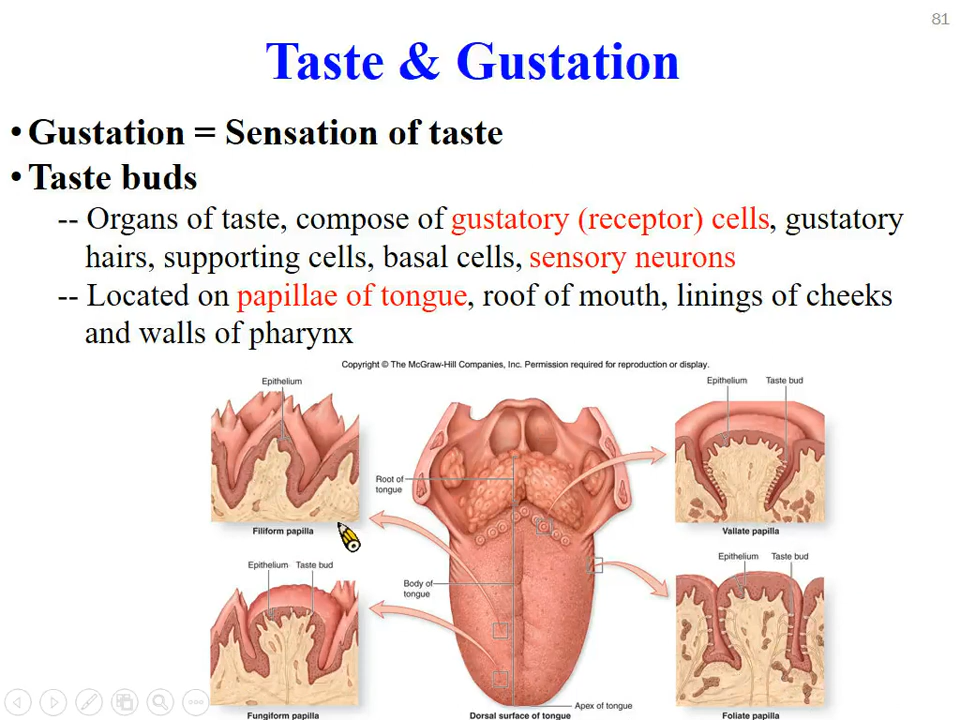 81
Taste & Gustation
•Gustation = Sensation of taste
•Taste buds
-- Organs of taste, compose of gustatory (receptor) cells, gustatory
hairs, supporting cells, basal cells, sensory neurons
-- Located on papillae of tongue, roof of mouth, linings of cheeks
and walls of pharynx
Copyright © The McGraw-Hill Companies, Inc. Permission required for reproduction or display.
Epithelium
Filiform papilla
Epithelium Taste bud
Fungiform papilla
Root of
tongue
Body of
tongue
Apex of tongue
Dorsal surface of tongue
Epithelium Taste bud
Vallate papilla
Epithelium Taste bud
Foliate papilla